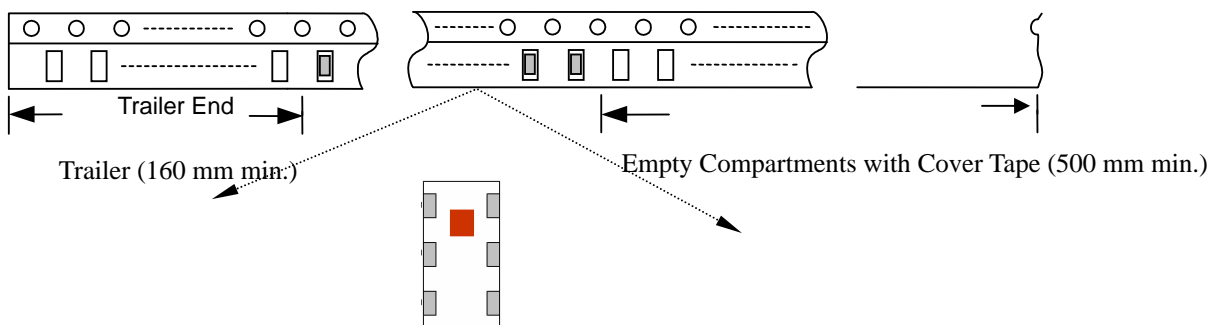 Trailer End
Trailer (160 mm min.)
Empty Compartments with Cover Tape (500 mm min.)